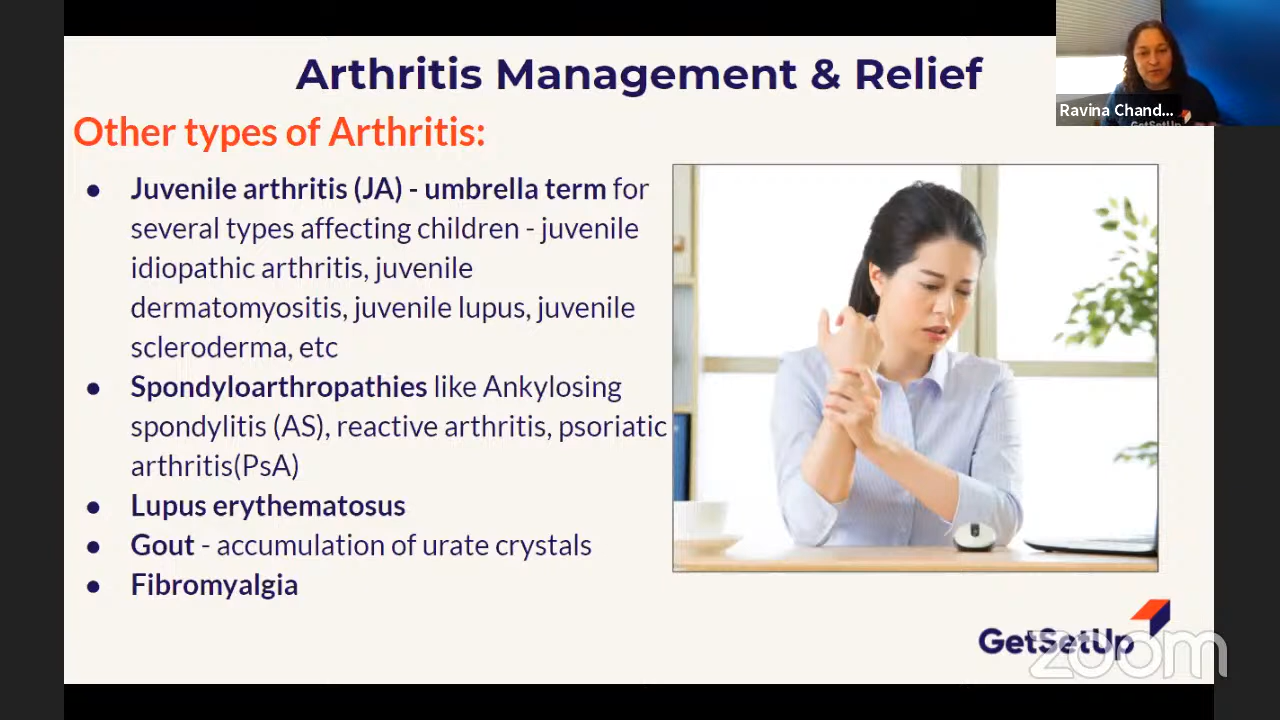 Arthritis Management & Relief
Ravina Chand...
GetSetUp
Other types of Arthritis:
● Juvenile arthritis (JA) - umbrella term for
several types affecting children - juvenile
idiopathic arthritis, juvenile
dermatomyositis, juvenile lupus, juvenile
scleroderma, etc
● Spondyloarthropathies like Ankylosing
spondylitis (AS), reactive arthritis, psoriatic
arthritis(PsA)
● Lupus erythematosus
● Gout - accumulation of urate crystals
● Fibromyalgia
GetSetUp
zoom